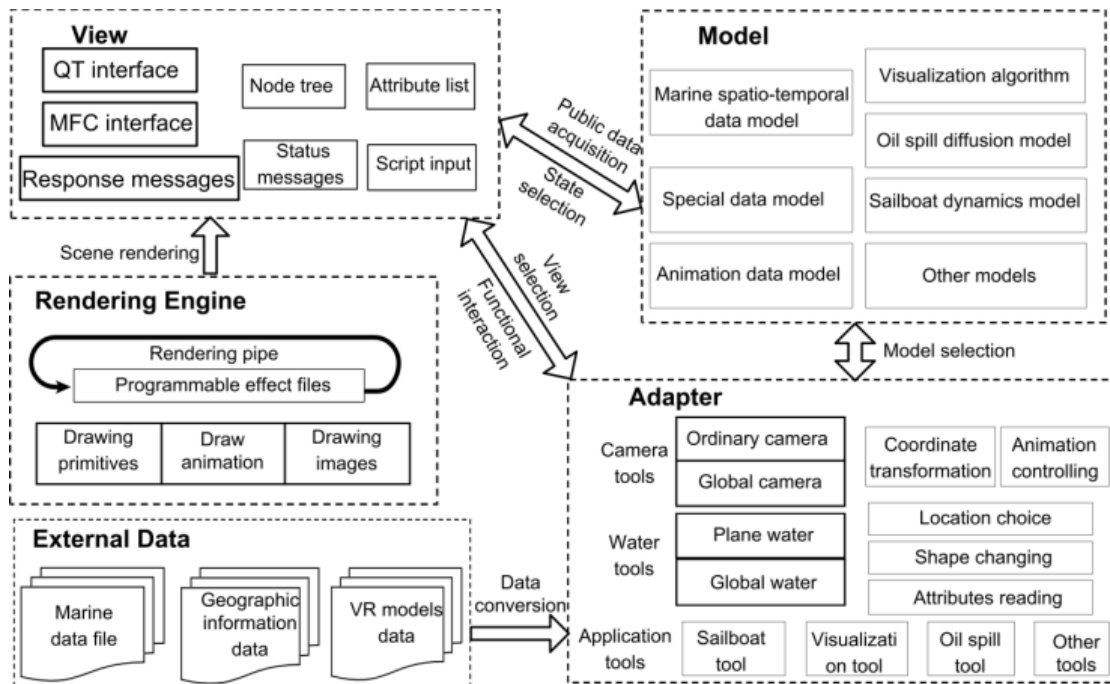 View
QT interface
MFC interface
Response messages
Node tree
Attribute list
Status
messages
Script input
Public data
acquisition
State
selection
Model
Marine spatio-temporal
data model
Special data model
Animation data model
Visualization algorithm
Oil spill diffusion model
Sailboat dynamics model
Other models
Scene rendering
View
selection
Functional
interaction
Model selection
Rendering Engine
Rendering pipe
Programmable effect files
Drawing
primitives
Draw
animation
Drawing
images
Adapter
Camera
tools
Ordinary camera
Global camera
Water
tools
Plane water
Global water
Coordinate
transformation
Animation
controlling
Location choice
Shape changing
Attributes reading
Application
tools
Sailboat
tool
Visualizati
on tool
Oil spill
tool
Other
tools
External Data
Marine
data file
Geographic
information
data
VR models
data
Data
conversion